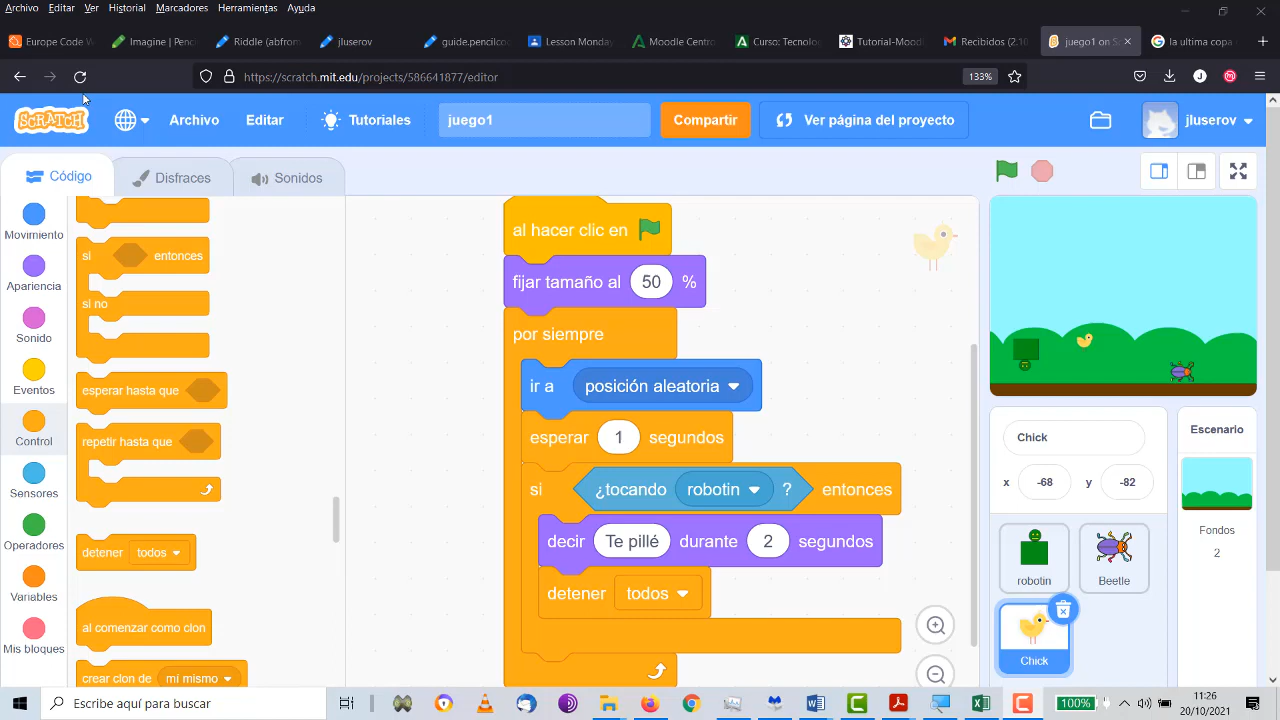 Archivo Editar Ver Historial Marcadores Herramientas Ayuda
Europe Code W
Imagine | Penc
Riddle (abfrom
jluserov
guide.pencilcoo
Lesson Monday
Moodle Centro
Curso: Tecnolog
Tutorial-Mood
Recibidos (2.10
juego1 on S
la ultima copa
https://scratch.mit.edu/projects/586641877/editor
133%
SCRATCH
Archivo
Editar
Tutoriales
juego1
Compartir
Ver página del proyecto
jluserov
Código
Disfraces
Sonidos
Movimiento
Apariencia
Sonido
Eventos
Control
Sensores
Operadores
Variables
Mis bloques
si entonces
si no
esperar hasta que
repetir hasta que
detener todos
al comenzar como clon
crear clon de mí mismo
al hacer clic en
fijar tamaño al 50 %
por siempre
ir a posición aleatoria
esperar 1 segundos
si ¿tocando robotin ? entonces
decir Te pillé durante 2 segundos
detener todos
Chick
x -68 y -82
robotin
Beetle
Chick
Escenario
Fondos
2
Escribe aquí para buscar
100%
11:26
20/10/2021